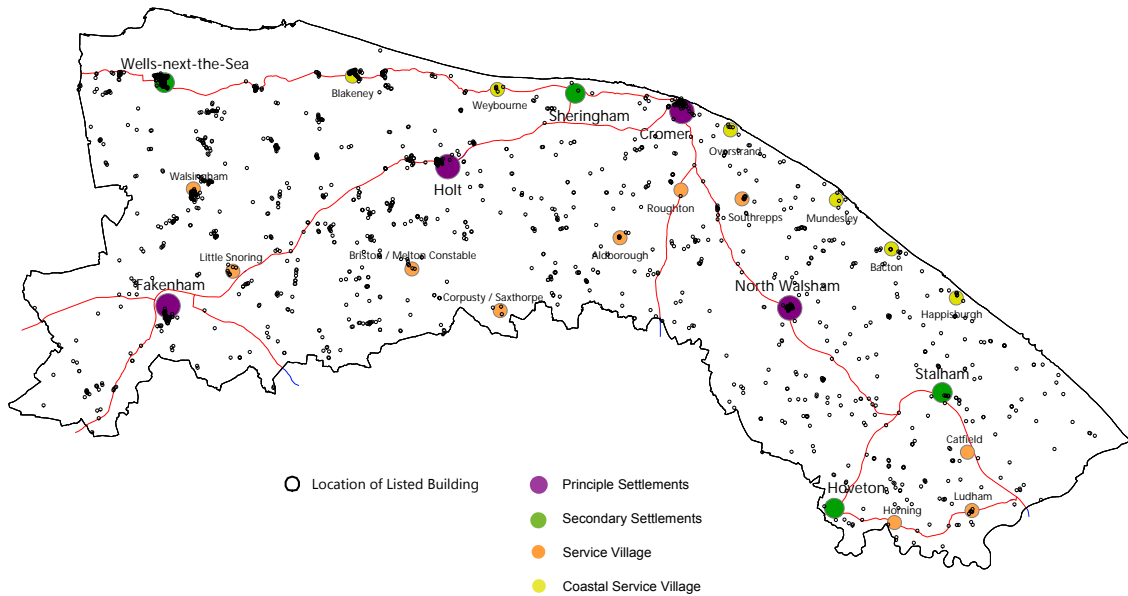 Wells-next-the-Sea
Blakeney
Weybourne
Sheringham
Cromer
Overstrand
Walsingham
Holt
Roughton
Southrepps
Mundesley
Little Snoring
Briston / Melton Constable
Aldborough
Bacton
Fakenham
Corpusty / Saxthorpe
North Walsham
Happisburgh
Stalham
Catfield
Hoveton
Horning
Ludham
Location of Listed Building
Principle Settlements
Secondary Settlements
Service Village
Coastal Service Village